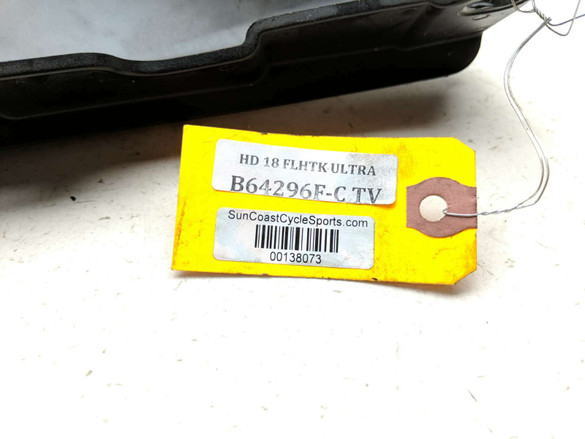 HD 18 FLHTK ULTRA
B64296F-C TV
SunCoastCycleSports.com
00138073